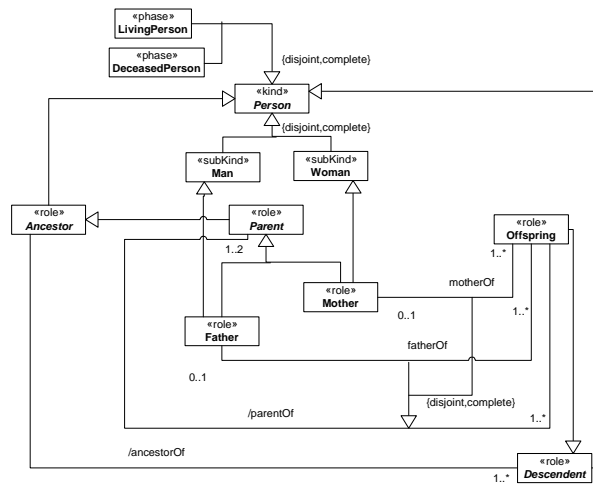 «phase»
LivingPerson
«phase»
DeceasedPerson
{disjoint,complete}
«kind»
Person
{disjoint,complete}
«subKind»
Man
«subKind»
Woman
«role»
Ancestor
«role»
Parent
«role»
Offspring
1..2
1..*
motherOf
«role»
Mother
0..1
1..*
«role»
Father
fatherOf
0..1
{disjoint,complete}
/parentOf
1..*
/ancestorOf
«role»
Descendent
1..*